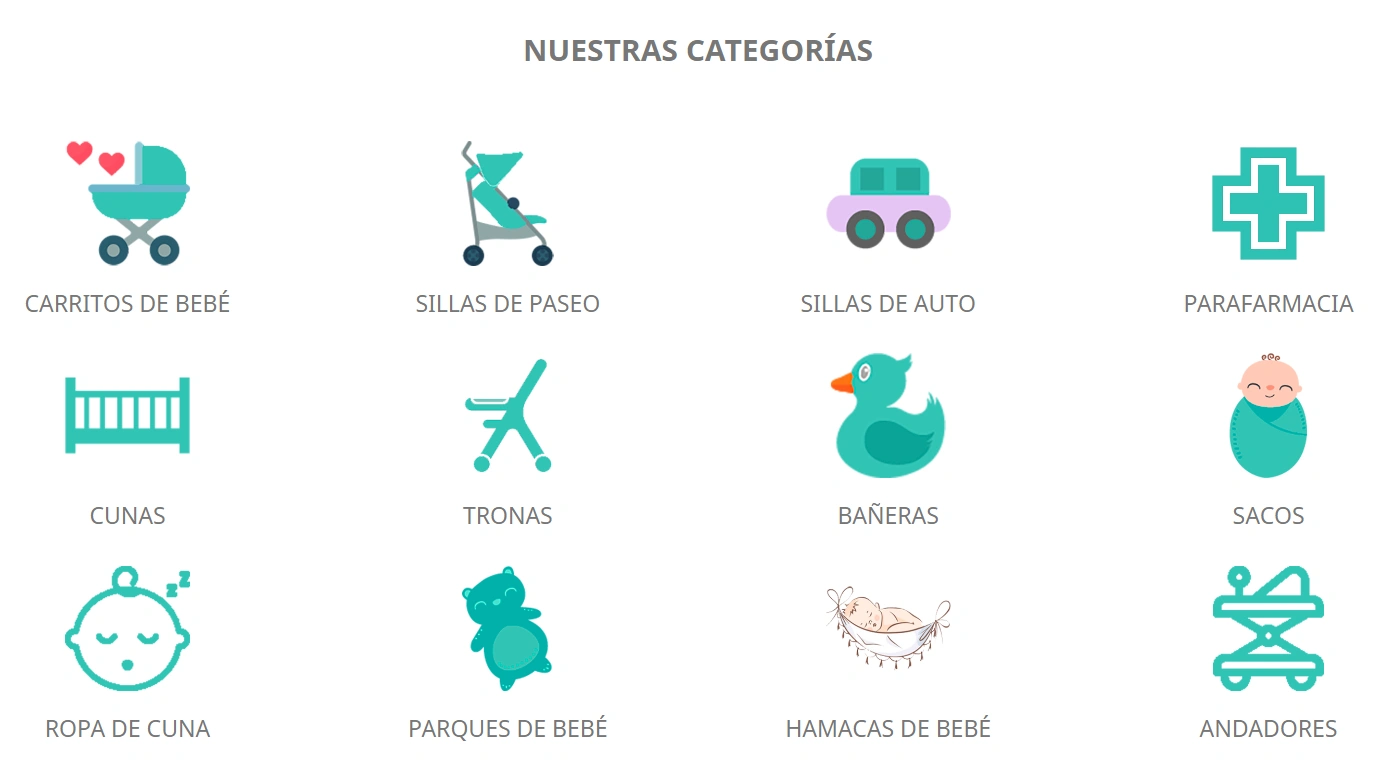 NUESTRAS CATEGORÍAS
CARRITOS DE BEBÉ
SILLAS DE PASEO
SILLAS DE AUTO
PARAFARMACIA
CUNAS
TRONAS
BAÑERAS
SACOS
ROPA DE CUNA
PARQUES DE BEBÉ
HAMACAS DE BEBÉ
ANDADORES